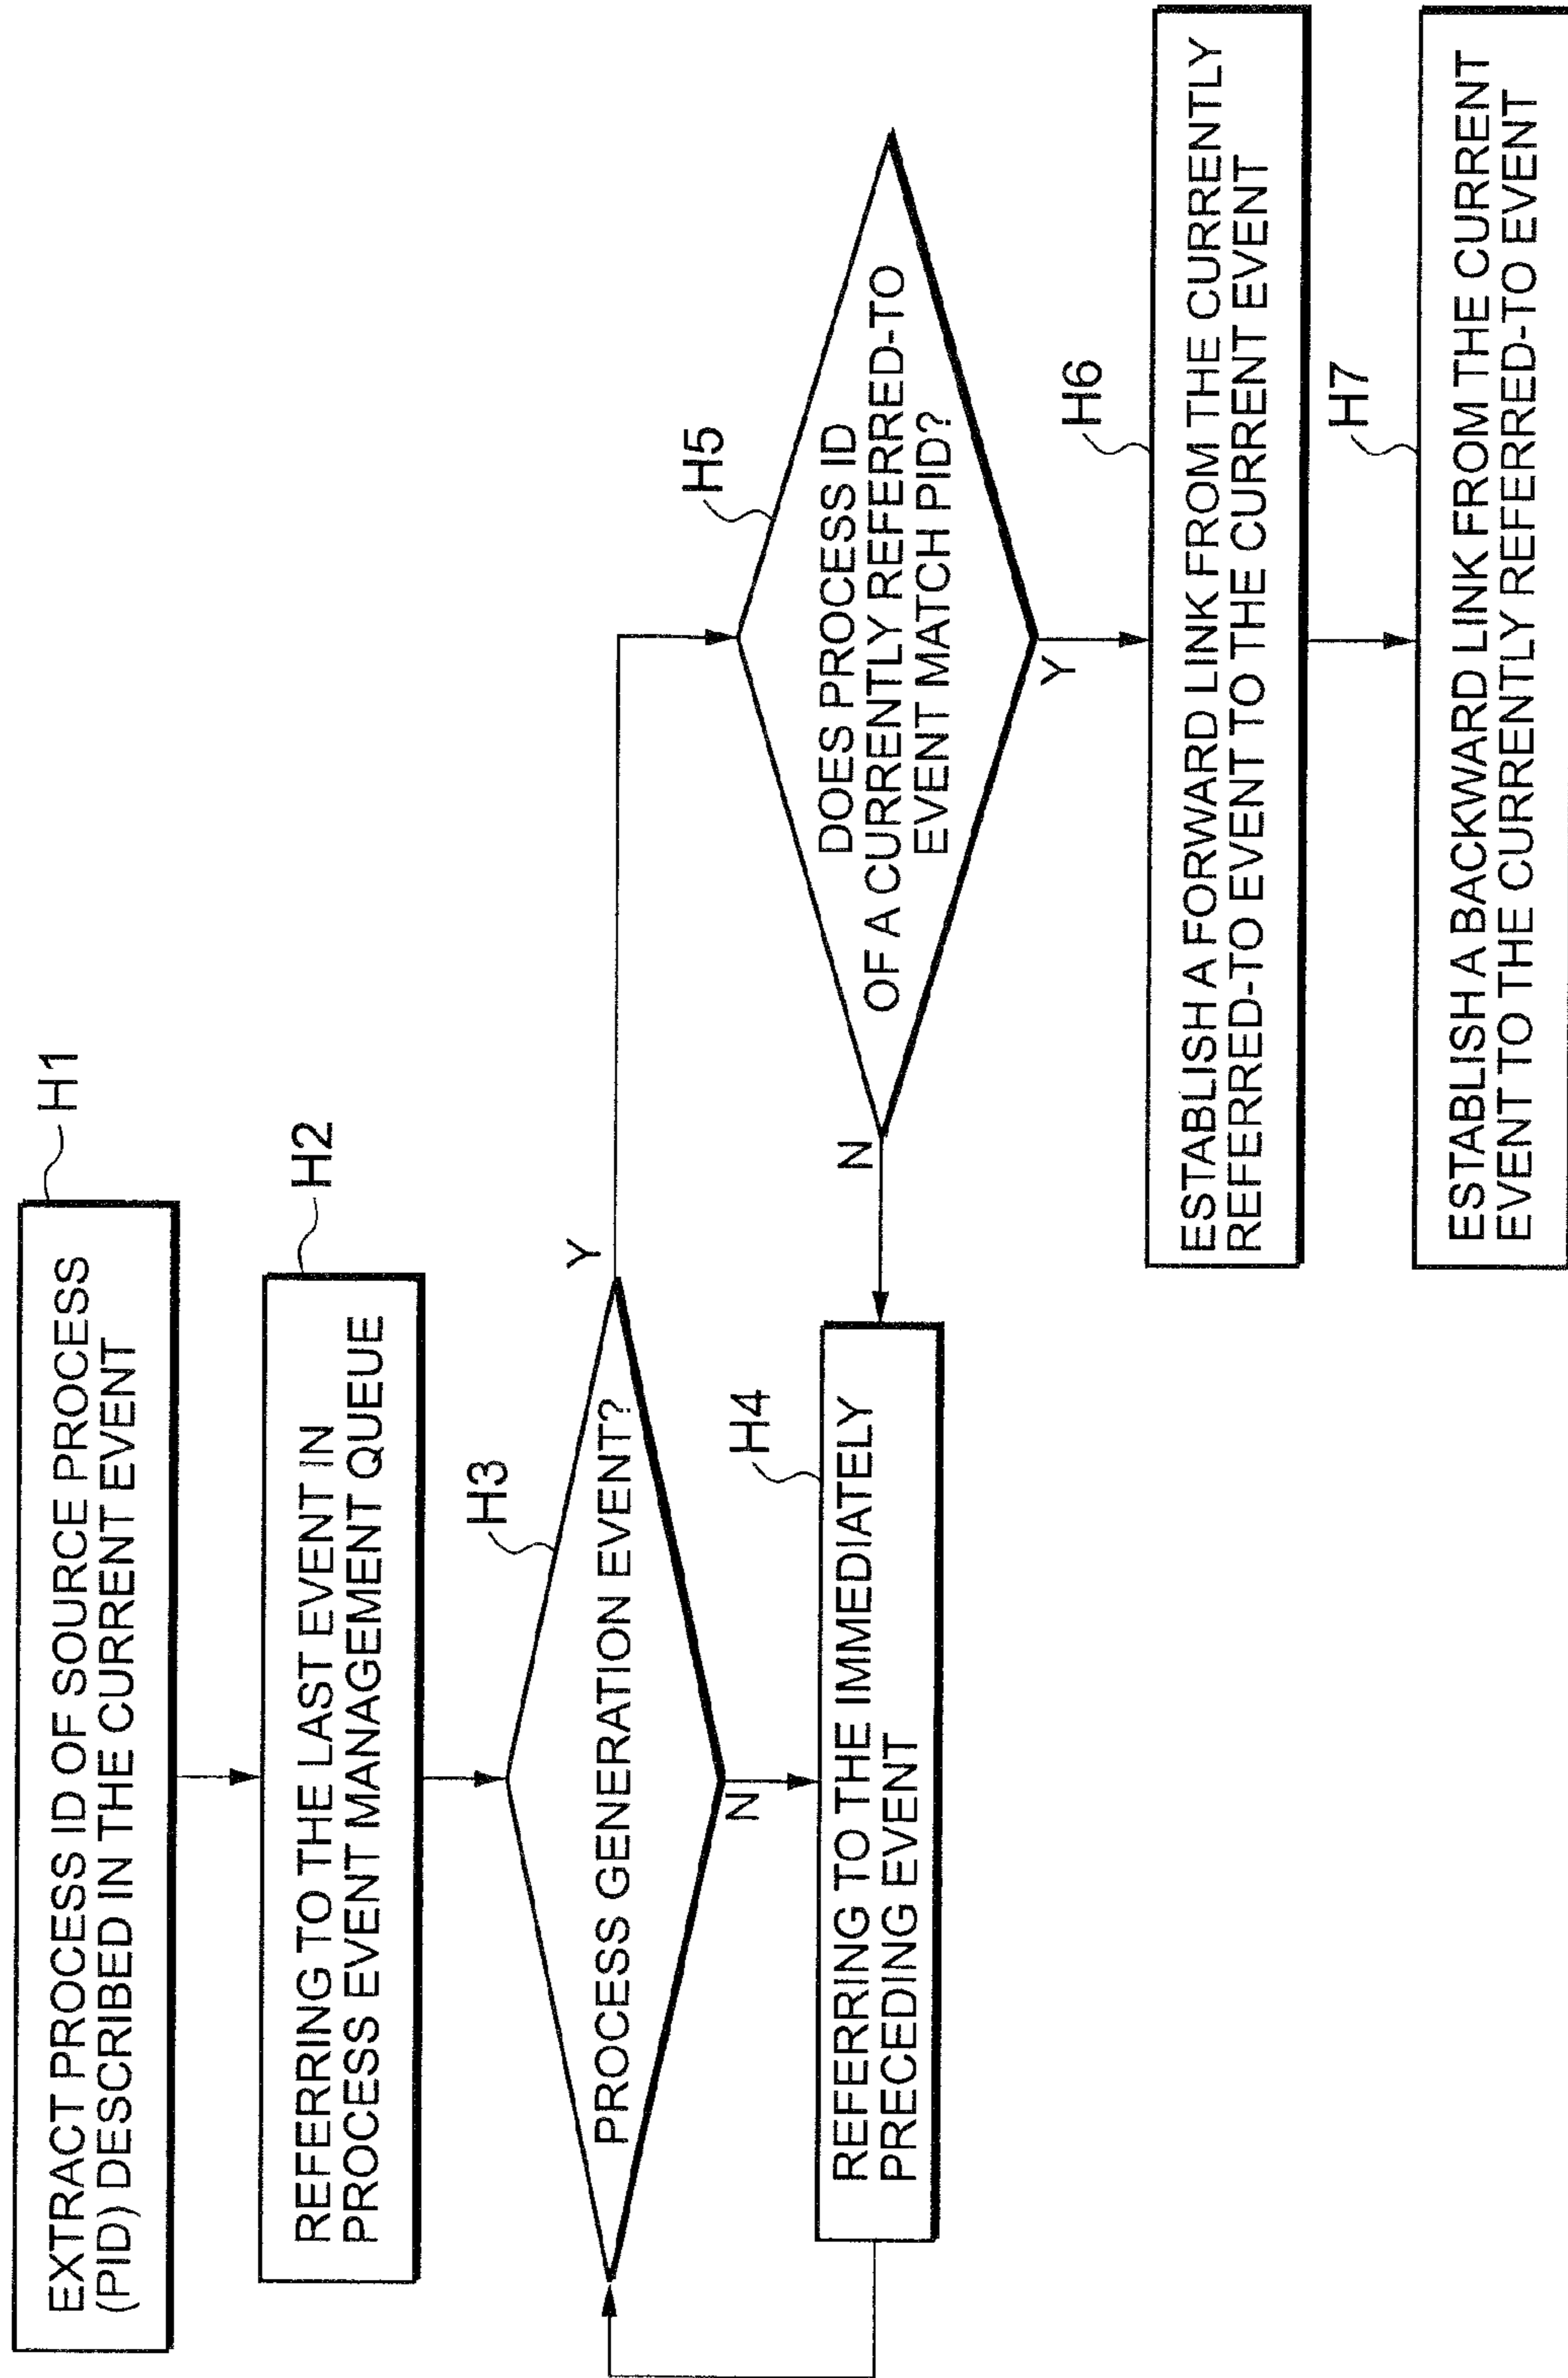 H1
EXTRACT PROCESS ID OF SOURCE PROCESS
(PID) DESCRIBED IN THE CURRENT EVENT
H2
REFERRING TO THE LAST EVENT IN
PROCESS EVENT MANAGEMENT QUEUE
H3
PROCESS GENERATION EVENT?
Y
N
H4
REFERRING TO THE IMMEDIATELY
PRECEDING EVENT
H5
DOES PROCESS ID
OF A CURRENTLY REFERRED-TO
EVENT MATCH PID?
N
Y
H6
ESTABLISH A FORWARD LINK FROM THE CURRENTLY
REFERRED-TO EVENT TO THE CURRENT EVENT
H7
ESTABLISH A BACKWARD LINK FROM THE CURRENT
EVENT TO THE CURRENTLY REFERRED-TO EVENT